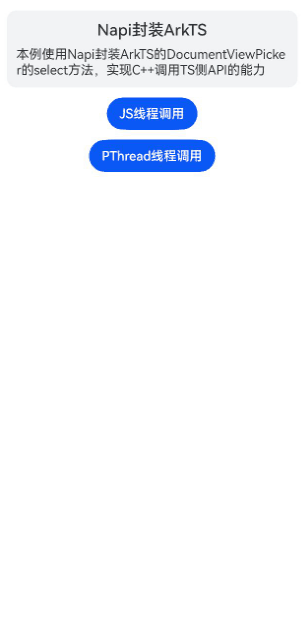 Napi封装ArkTS
本例使用Napi封装ArkTS的DocumentViewPicke
r的select方法，实现C++调用TS侧API的能力
JS线程调用
PThread线程调用